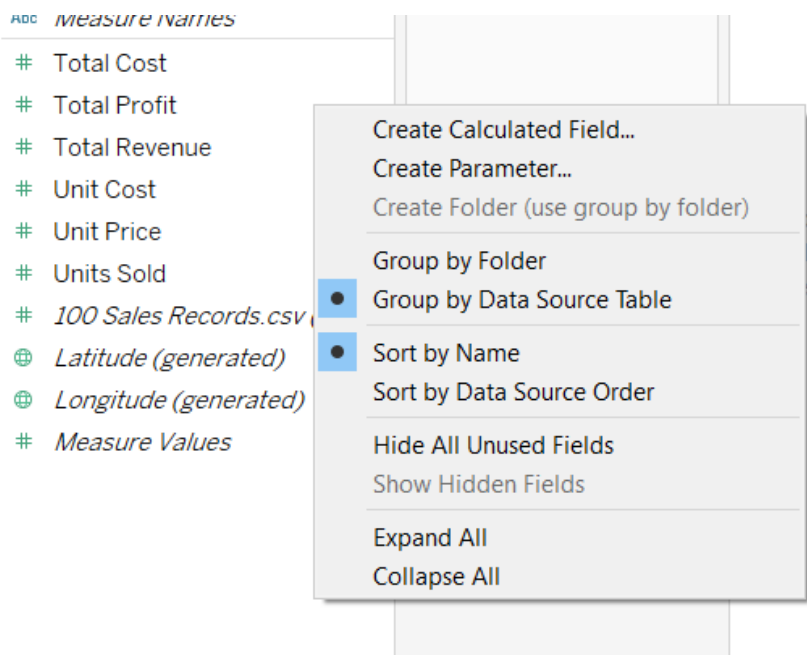 Abc Measure Names
# Total Cost
# Total Profit
# Total Revenue
# Unit Cost
# Unit Price
# Units Sold
# 100 Sales Records.csv (
Latitude (generated)
Longitude (generated)
# Measure Values
Create Calculated Field...
Create Parameter...
Create Folder (use group by folder)
Group by Folder
Group by Data Source Table
Sort by Name
Sort by Data Source Order
Hide All Unused Fields
Show Hidden Fields
Expand All
Collapse All